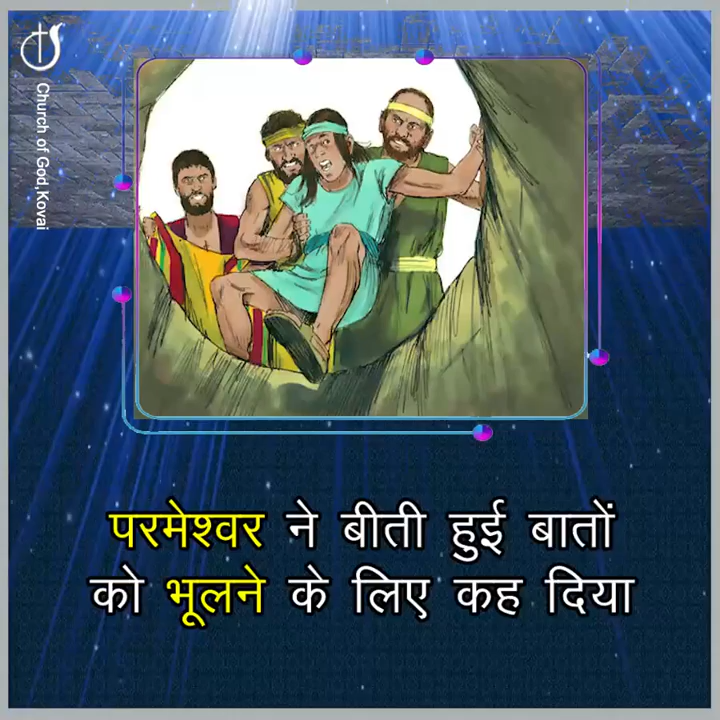 Church of God,Kovai
परमेश्वर ने बीती हुई बातों
को भूलने के लिए कह दिया